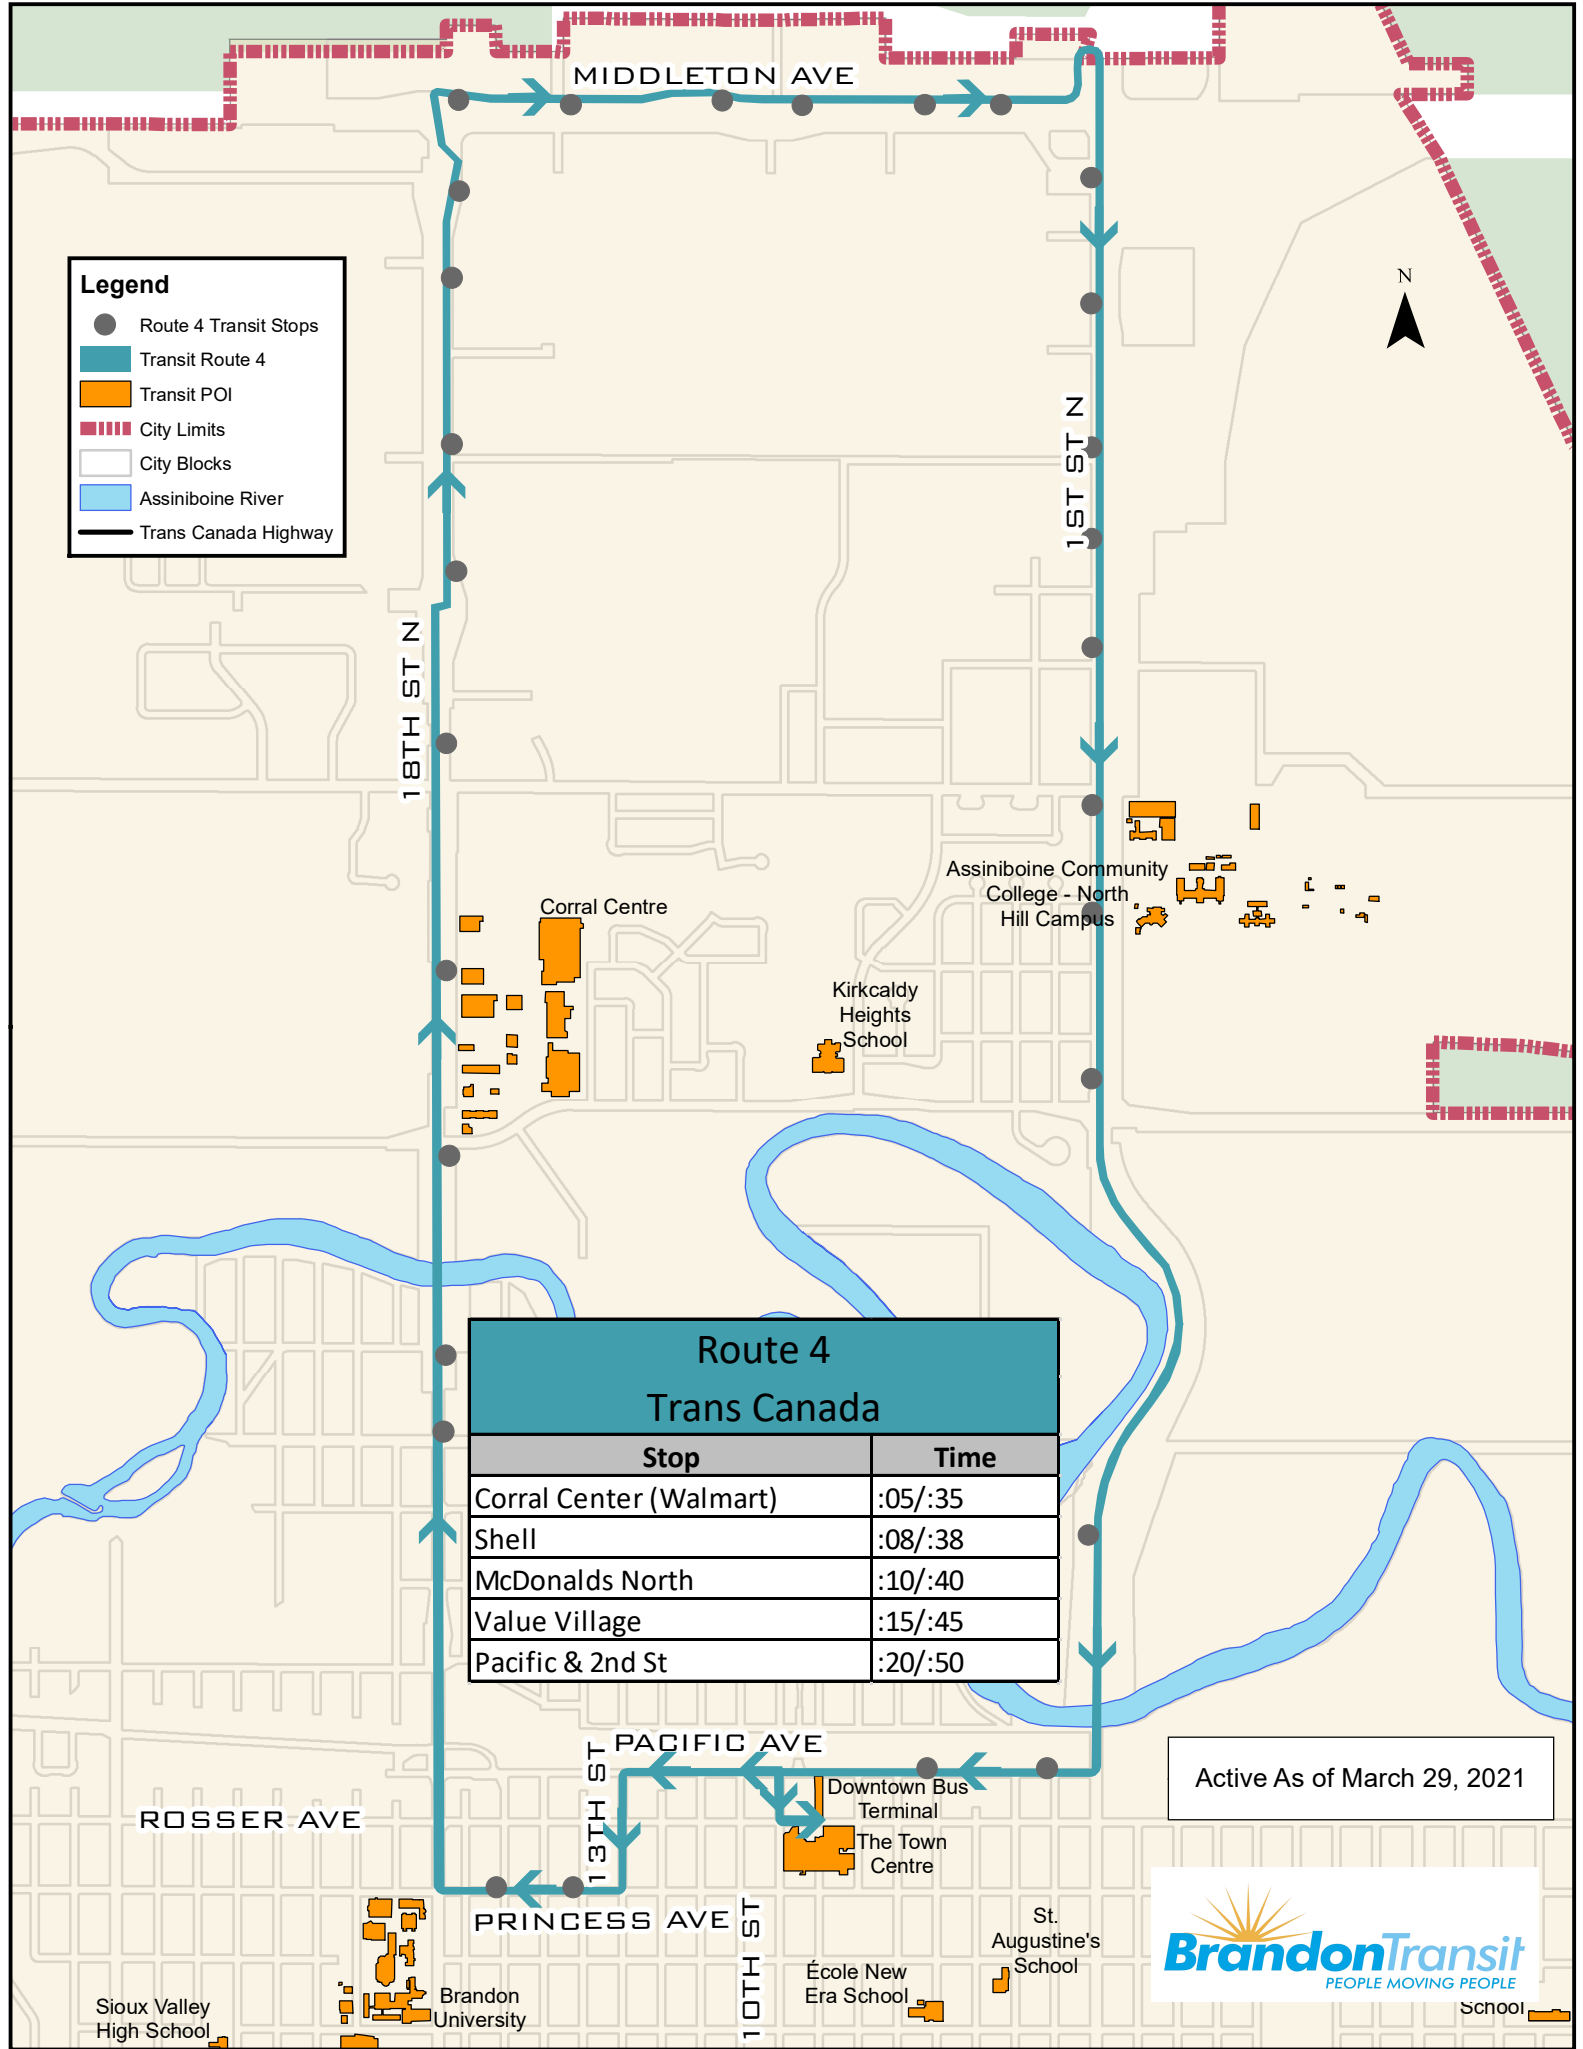 MIDDLETON AVE
Legend
Route 4 Transit Stops
Transit Route 4
Transit POI
City Limits
City Blocks
Assiniboine River
Trans Canada Highway
N
1ST ST N
18TH ST N
Assiniboine Community
College - North
Hill Campus
Corral Centre
Kirkcaldy
Heights
School
Route 4
Trans Canada
Stop Time
Corral Center (Walmart) :05/:35
Shell :08/:38
McDonalds North :10/:40
Value Village :15/:45
Pacific & 2nd St :20/:50
PACIFIC AVE
13TH ST
Downtown Bus
Terminal
The Town
Centre
ROSSER AVE
Active As of March 29, 2021
PRINCESS AVE
10TH ST
St.
Augustine's
School
École New
Era School
Brandon
University
Sioux Valley
High School
BrandonTransit
PEOPLE MOVING PEOPLE
School